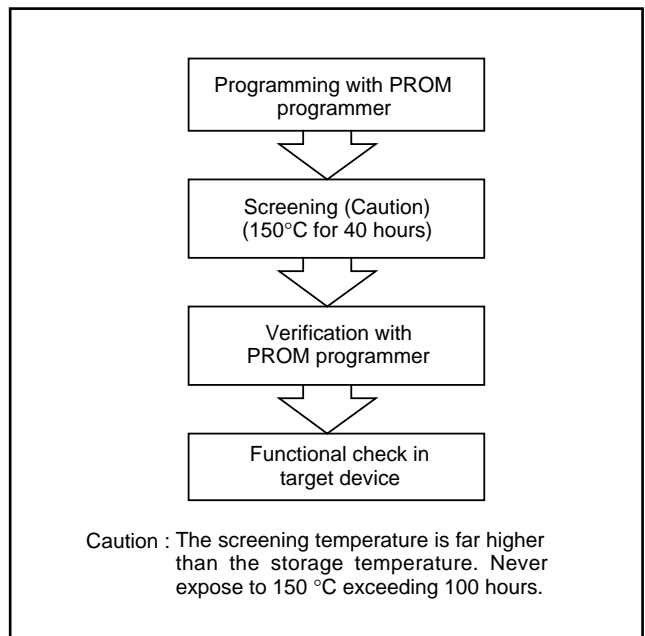 Programming with PROM
programmer
Screening (Caution)
(150°C for 40 hours)
Verification with
PROM programmer
Functional check in
target device
Caution : The screening temperature is far higher
than the storage temperature. Never
expose to 150 °C exceeding 100 hours.